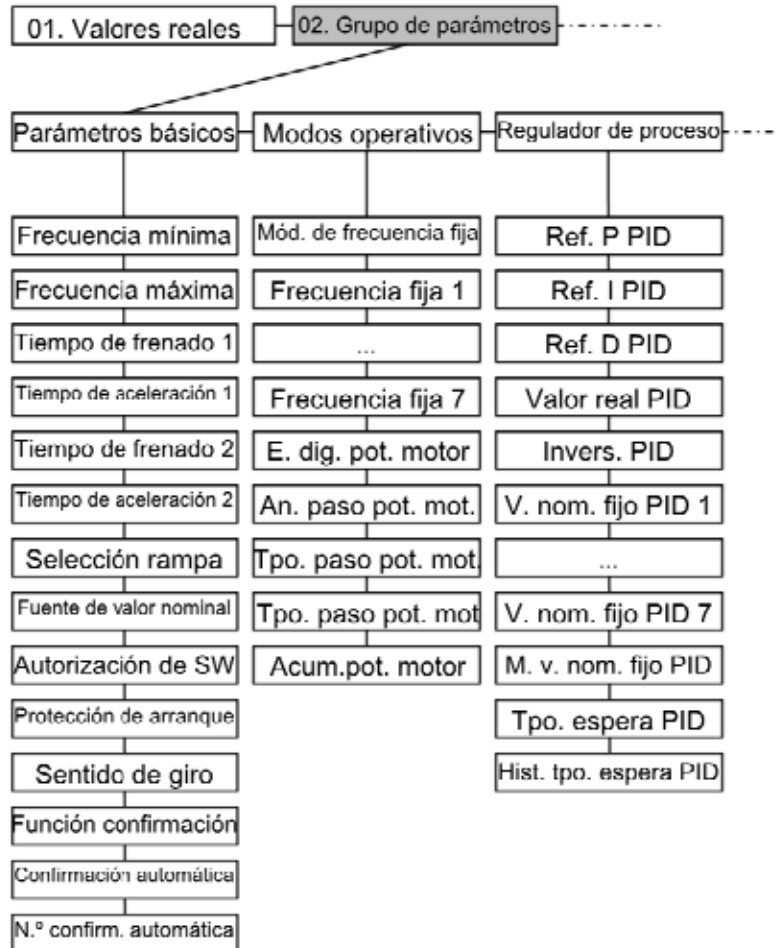 01. Valores reales
02. Grupo de parámetros
Parámetros básicos
Modos operativos
Regulador de proceso
Frecuencia mínima
Frecuencia máxima
Tiempo de frenado 1
Tiempo de aceleración 1
Tiempo de frenado 2
Tiempo de aceleración 2
Selección rampa
Fuente de valor nominal
Autorización de SW
Protección de arranque
Sentido de giro
Función confirmación
Confirmación automática
N.º confirm. automática
Mód. de frecuencia fija
Frecuencia fija 1
...
Frecuencia fija 7
E. dig. pot. motor
An. paso pot. mot.
Tpo. paso pot. mot.
Tpo. paso pot. mot
Acum.pot. motor
Ref. P PID
Ref. I PID
Ref. D PID
Valor real PID
Invers. PID
V. nom. fijo PID 1
...
V. nom. fijo PID 7
M. v. nom. fijo PID
Tpo. espera PID
Hist. tpo. espera PID